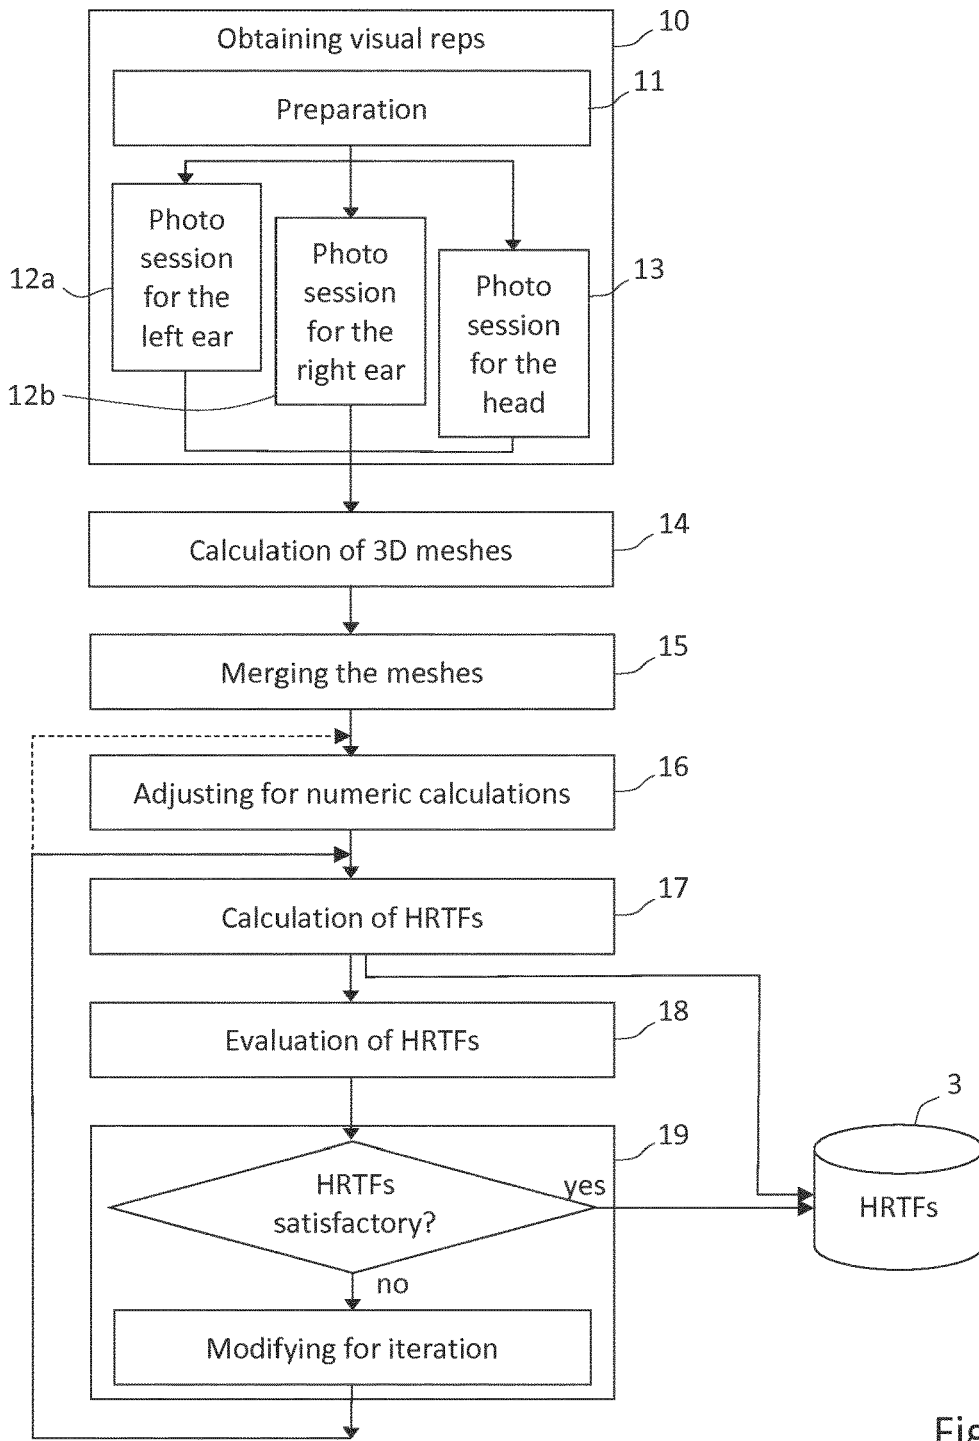 Obtaining visual reps
10
Preparation
11
Photo
session
for the
left ear
12a
Photo
session
for the
right ear
12b
Photo
session
for the
head
13
Calculation of 3D meshes
14
Merging the meshes
15
Adjusting for numeric calculations
16
Calculation of HRTFs
17
Evaluation of HRTFs
18
19
HRTFs
satisfactory?
yes
no
Modifying for iteration
3
HRTFs
Fig